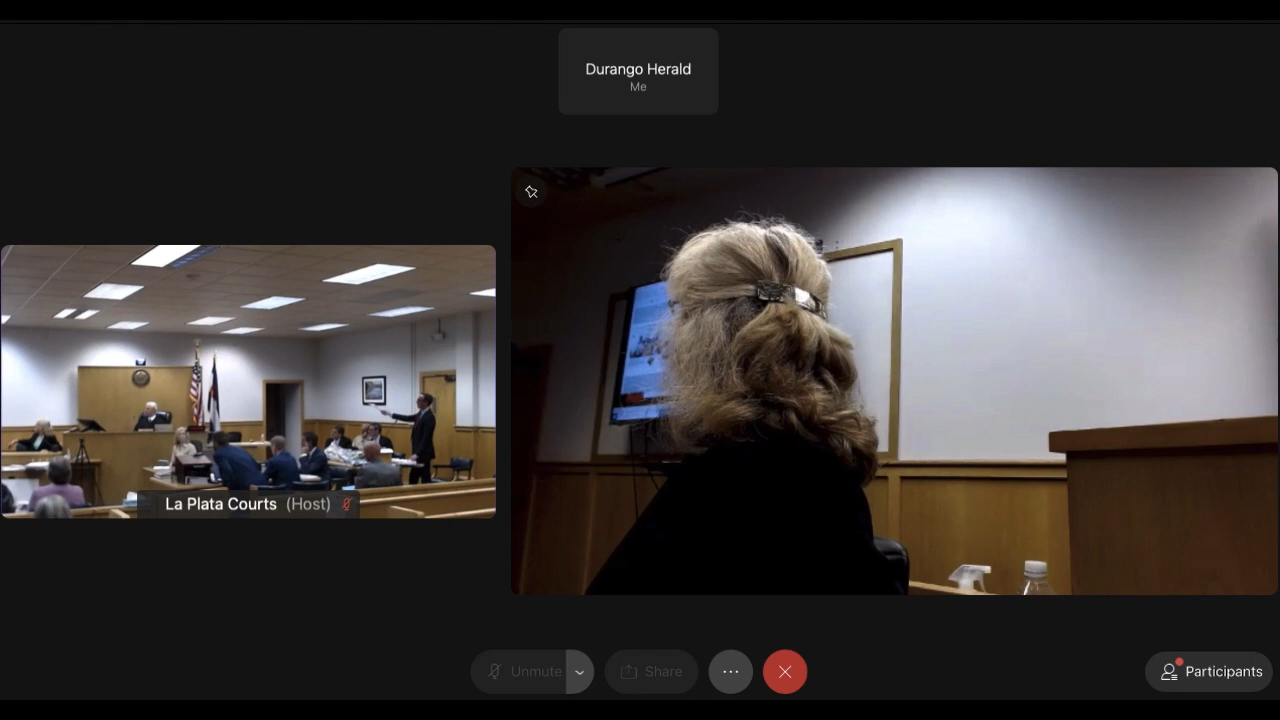 Durango Herald
Me
La Plata Courts (Host)
Unmute
Share
Participants